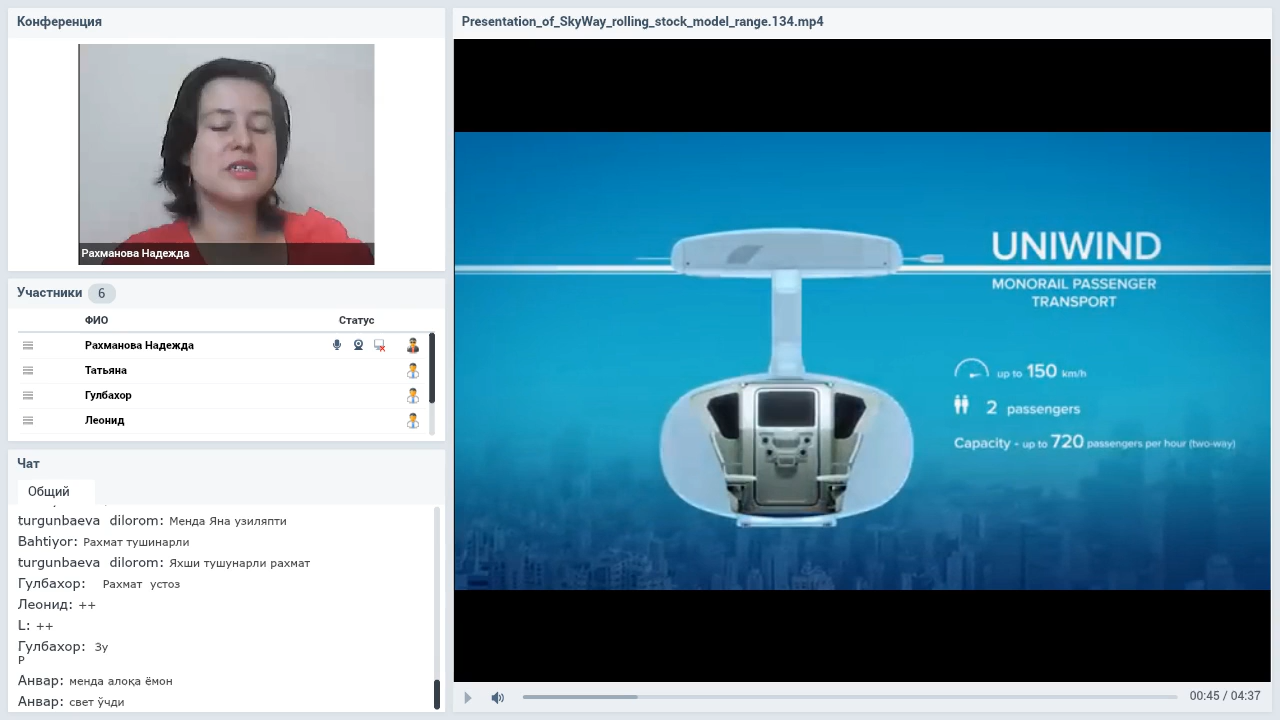 Конференция
Рахманова Надежда
Участники 6
ФИО Статус
Рахманова Надежда
Татьяна
Гулбахор
Леонид
Чат
Общий
turgunbaeva dilorom: Менда Яна узиляпти
Bahtiyor: Рахмат тушинарли
turgunbaeva dilorom: Яхши тушунарли рахмат
Гулбахор: Рахмат устоз
Леонид: ++
L: ++
Гулбахор: Зу
Р
Анвар: менда алоқа ёмон
Анвар: свет ўчди
Presentation_of_SkyWay_rolling_stock_model_range.134.mp4
UNIWIND
MONORAIL PASSENGER
TRANSPORT
up to 150 km/h
2 passengers
Capacity - up to 720 passengers per hour (two-way)
00:45 / 04:37